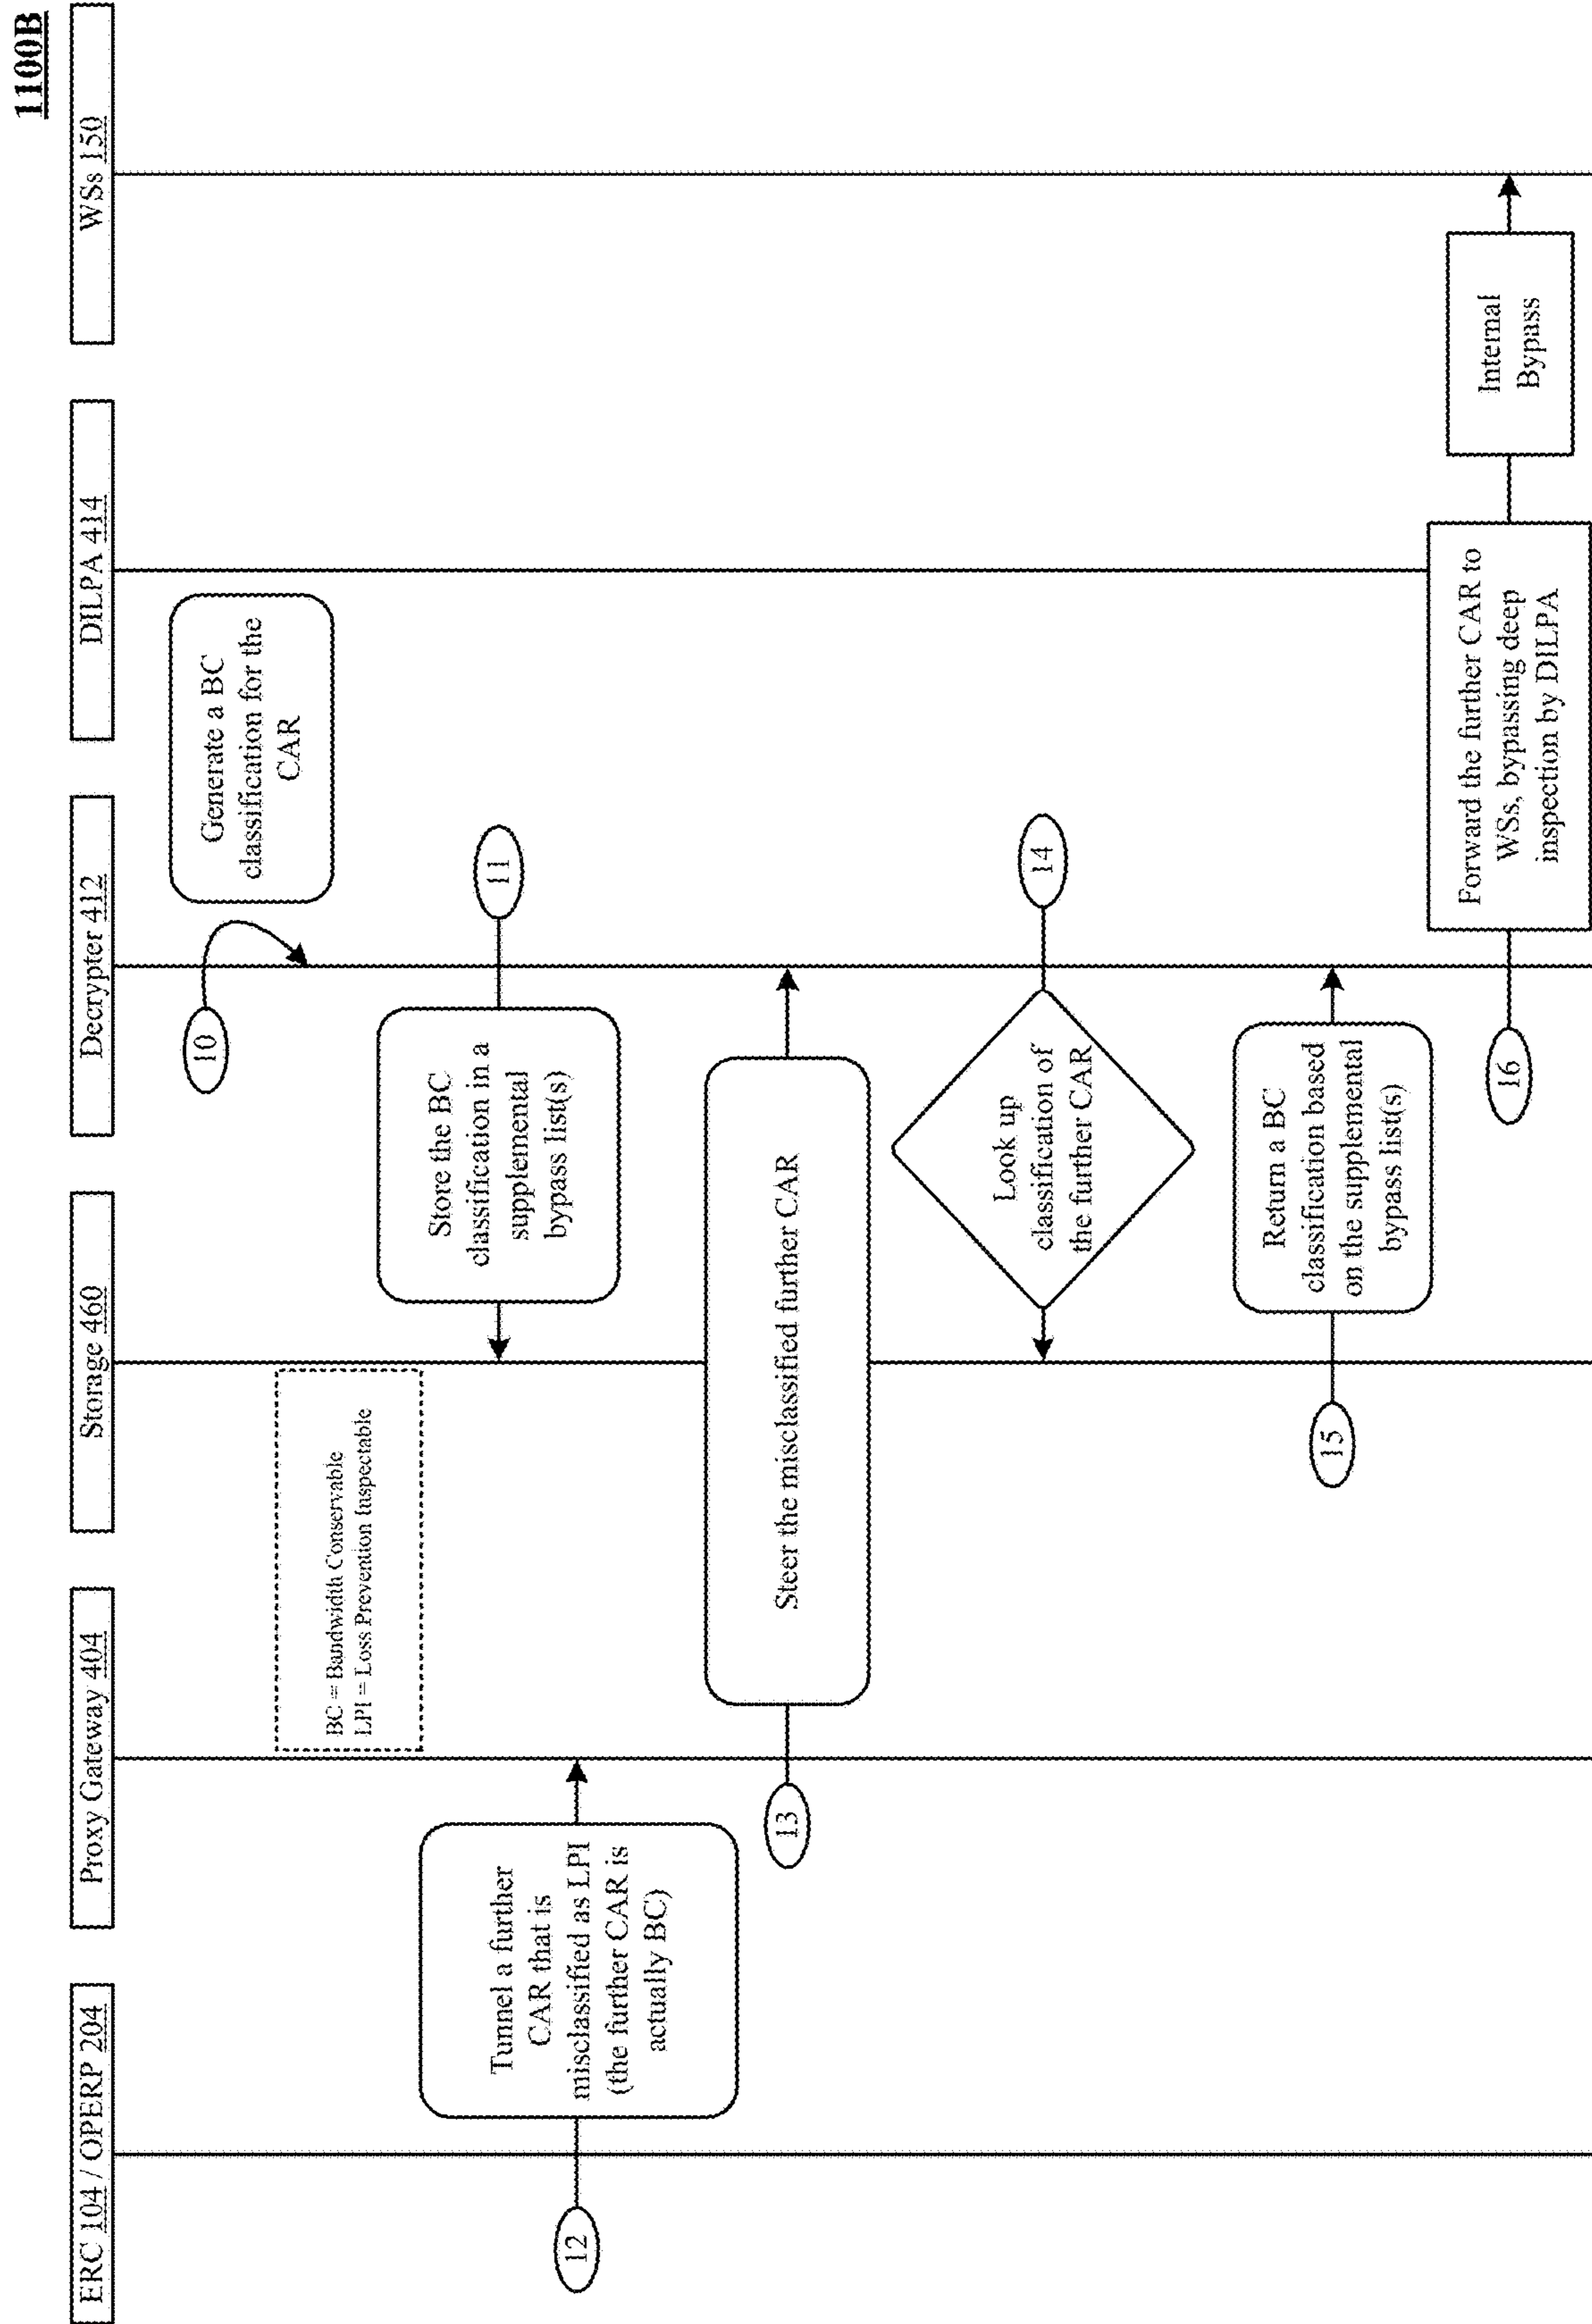 1100B
ERC 104 / OPERP 204
Proxy Gateway 404
Storage 460
Decrypter 412
DILPA 414
WSs 150
10
Generate a BC
classification for the
CAR
BC = Bandwidth Conservable
LPI = Loss Prevention Inspectable
Store the BC
classification in a
supplemental
bypass list(s)
11
12
Tunnel a further
CAR that is
misclassified as LPI
(the further CAR is
actually BC)
13
Steer the misclassified further CAR
Look up
classification of
the further CAR
14
15
Return a BC
classification based
on the supplemental
bypass list(s)
16
Forward the further CAR to
WSs, bypassing deep
inspection by DILPA
Internal
Bypass